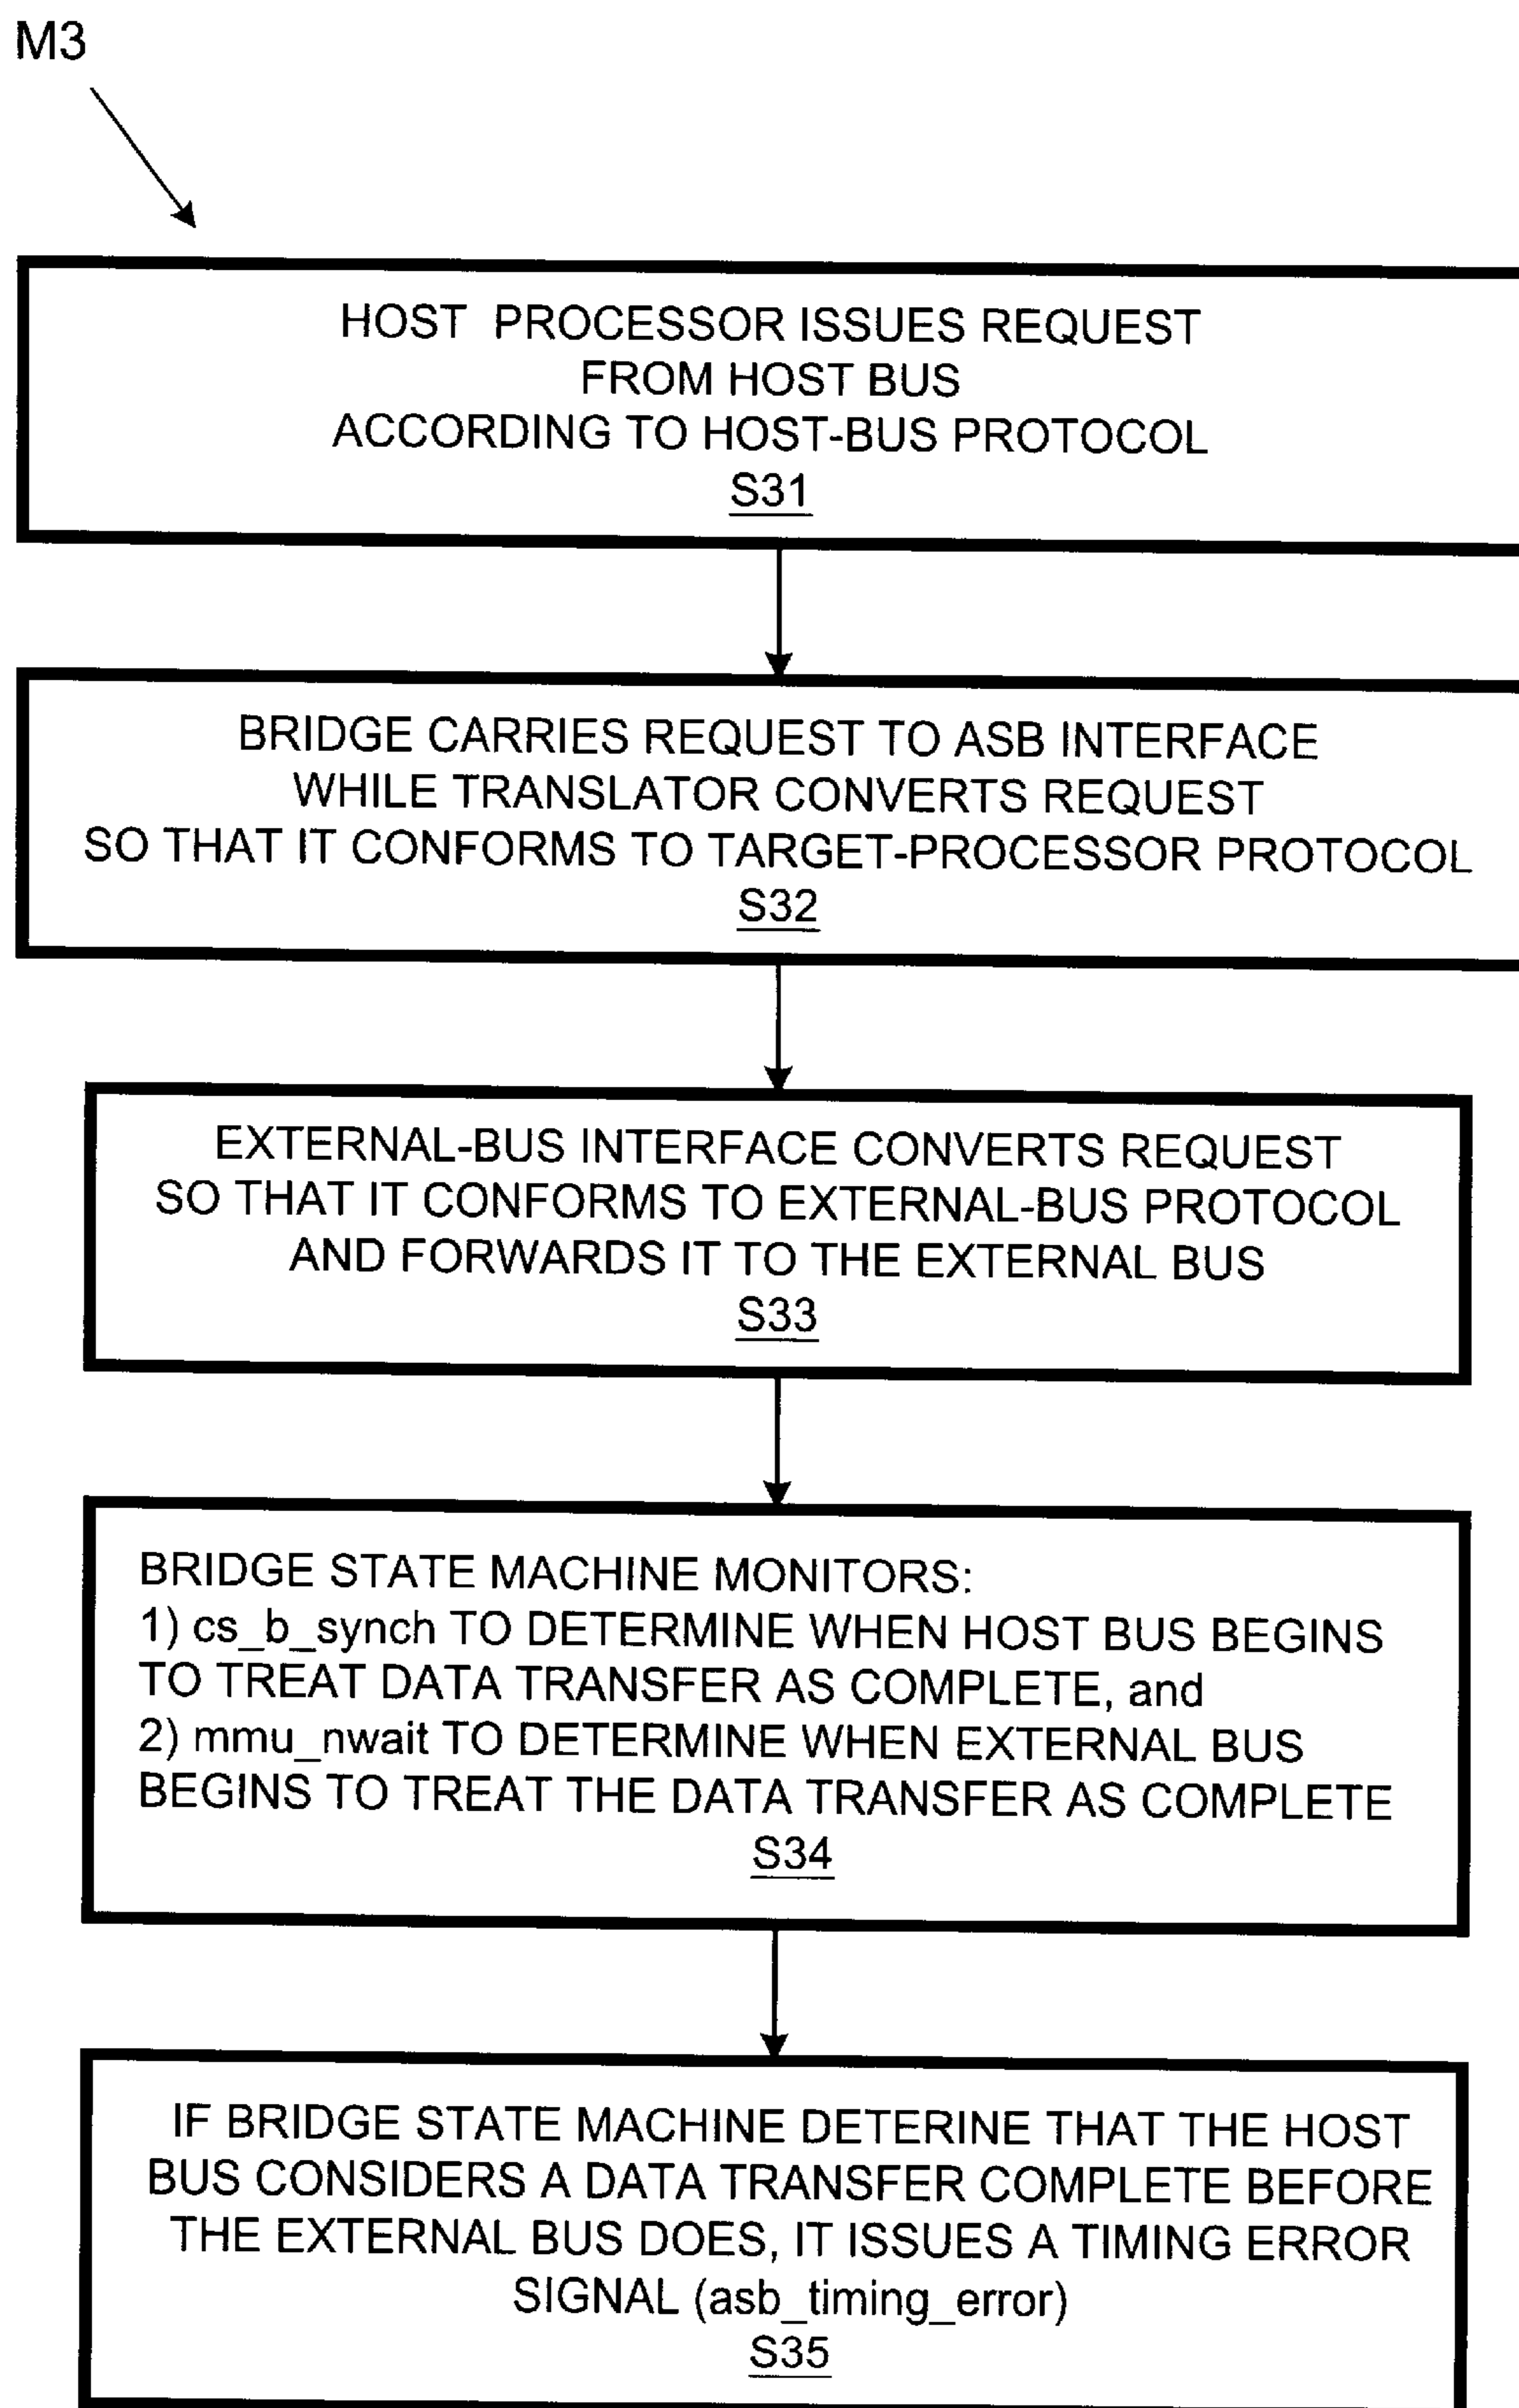 M3
HOST PROCESSOR ISSUES REQUEST
FROM HOST BUS
ACCORDING TO HOST-BUS PROTOCOL
S31
BRIDGE CARRIES REQUEST TO ASB INTERFACE
WHILE TRANSLATOR CONVERTS REQUEST
SO THAT IT CONFORMS TO TARGET-PROCESSOR PROTOCOL
S32
EXTERNAL-BUS INTERFACE CONVERTS REQUEST
SO THAT IT CONFORMS TO EXTERNAL-BUS PROTOCOL
AND FORWARDS IT TO THE EXTERNAL BUS
S33
BRIDGE STATE MACHINE MONITORS:
1) cs_b_synch TO DETERMINE WHEN HOST BUS BEGINS
TO TREAT DATA TRANSFER AS COMPLETE, and
2) mmu_nwait TO DETERMINE WHEN EXTERNAL BUS
BEGINS TO TREAT THE DATA TRANSFER AS COMPLETE
S34
IF BRIDGE STATE MACHINE DETERINE THAT THE HOST
BUS CONSIDERS A DATA TRANSFER COMPLETE BEFORE
THE EXTERNAL BUS DOES, IT ISSUES A TIMING ERROR
SIGNAL (asb_timing_error)
S35